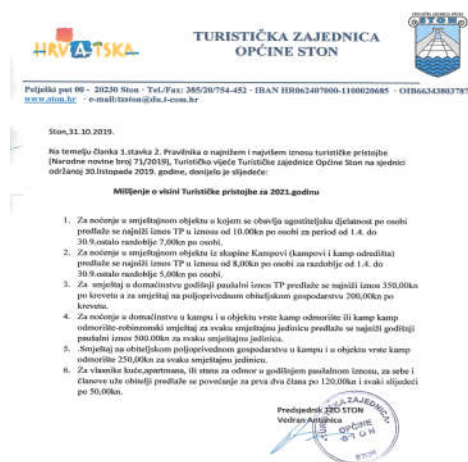 HRVATSKA
TURISTIČKA ZAJEDNICA
OPĆINE STON
STON
Pelješki put 00 - 20230 Ston · Tel./Fax: 385/20/754-452 · IBAN HR062407000-1100020685 · OIB66343803787
www.ston.hr · e-mail:tzston@du.t-com.hr
Ston,31.10.2019.
Na temelju članka 1.stavka 2. Pravilnika o najnižem i najvišem iznosu turističke pristojbe
(Narodne novine broj 71/2019), Turističko vijeće Turističke zajednice Općine Ston na sjednici
održanoj 30.listopada 2019. godine, donijelo je slijedeće:
Mišljenje o visini Turističke pristojbe za 2021.godinu
1. Za noćenje u smještajnom objektu u kojem se obavlja ugostiteljsku djelatnost po osobi
predlaže se najniži iznos TP u iznosu od 10.00kn po osobi za period od 1.4. do
30.9.ostalo razdoblje 7,00kn po osobi.
2. Za noćenje u smještajnom objektu iz skupine Kampovi (kampovi i kamp odredišta)
predlaže se najniži iznos TP u iznosu od 8,00kn po osobi za razdoblje od 1.4. do
30.9.ostalo razdoblje 5,00kn po osobi.
3. Za smještaj u domaćinstvu godišnji paulalni iznos TP predlaže se najniži iznos 350,00kn
po krevetu a za smještaj na poljoprivrednom obiteljskom gospodarstvu 200,00kn po
krevetu.
4. Za noćenje u domaćinstvu u kampu i u objektu vrste kamp odmorište ili kamp kamp
odmorište-robinzonski smještaj za svaku smještajnu jedinicu predlaže se najniži godišnji
paulalni iznos 500.00kn za svaku smještajnu jedinicu.
5. .Smještaj na obiteljskom poljoprivrednom gospodarstvu u kampu i u objektu vrste kamp
odmorište 250,00kn za svaku smještajnu jedinicu.
6. Za vlasnike kuće,apartmana, ili stana za odmor u godišnjem paulalnom iznosu, za sebe i
članove uže obitelji predlaže se povećanje za prva dva člana po 120,00kn i svaki slijedeći
po 50,00kn.
Predsjednik TZO STON
Vedran Antunica
TURISTIČKA ZAJEDNICA
OPĆINE
STON